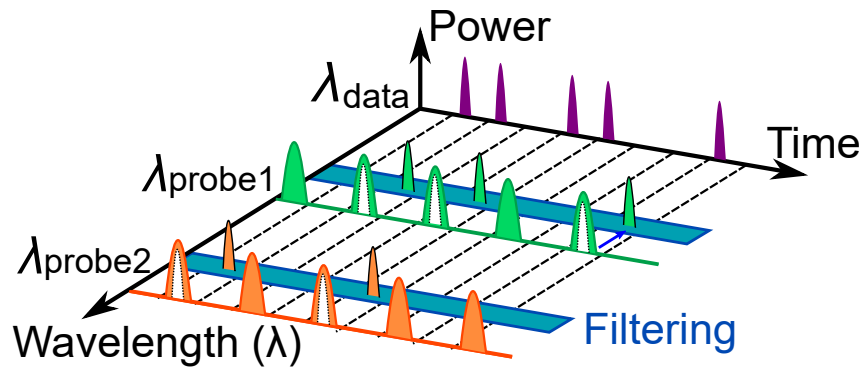 Power
λdata
Time
λprobe1
λprobe2
Wavelength (λ)
Filtering